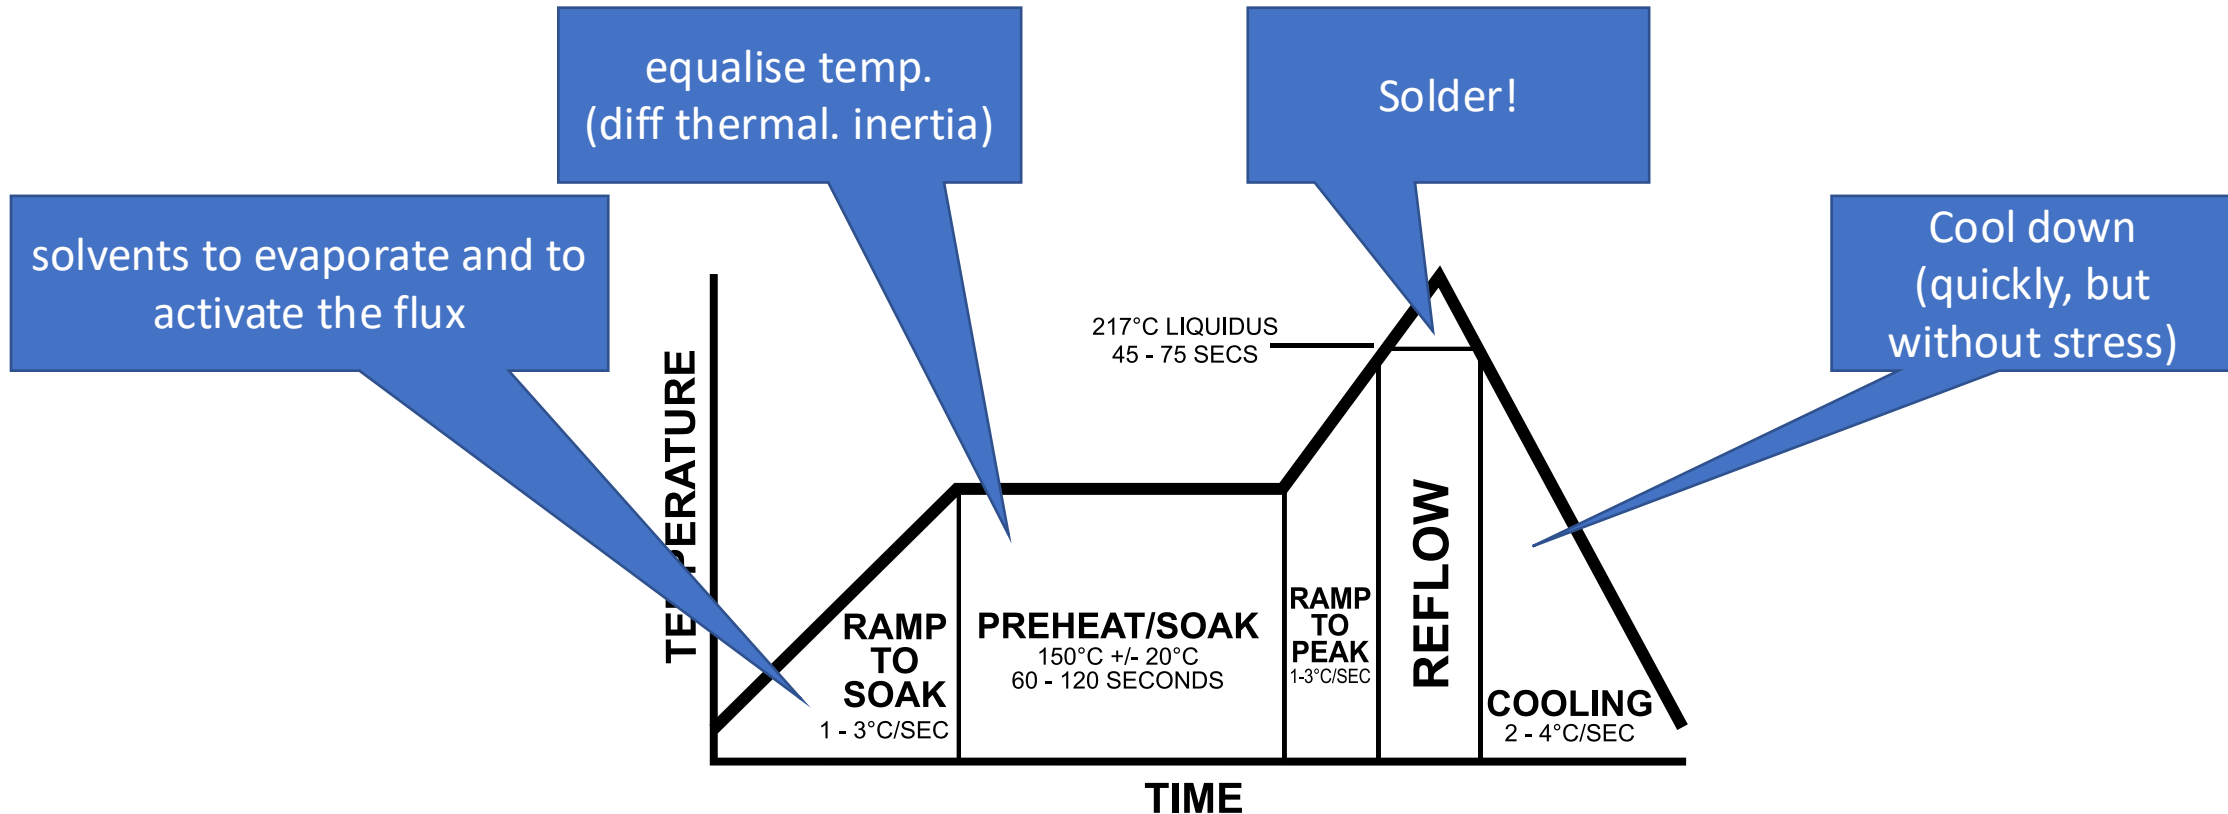 equalise temp.
(diff thermal. inertia)
Solder!
solvents to evaporate and to
activate the flux
Cool down
(quickly, but
without stress)
217°C LIQUIDUS
45 - 75 SECS
TEMPERATURE
RAMP
TO
SOAK
1 - 3°C/SEC
PREHEAT/SOAK
150°C +/- 20°C
60 - 120 SECONDS
RAMP
TO
PEAK
1-3°C/SEC
REFLOW
COOLING
2 - 4°C/SEC
TIME